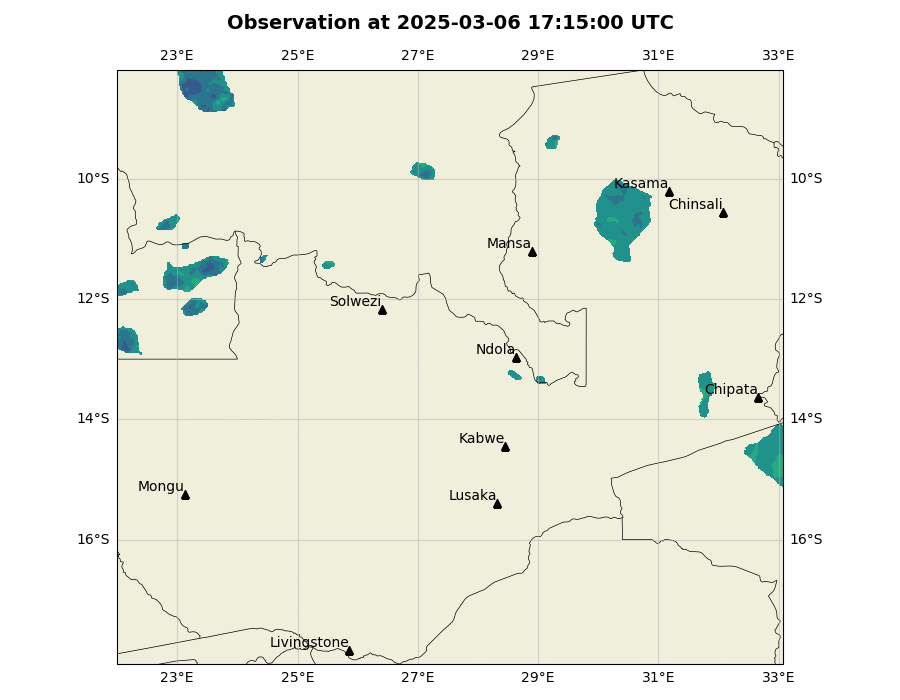 Observation at 2025-03-06 17:15:00 UTC
23°E 25°E 27°E 29°E 31°E 33°E
10°S 10°S
Kasama
Chinsali
Mansa
12°S 12°S
Solwezi
Ndola
Chipata
14°S 14°S
Kabwe
Mongu
Lusaka
16°S 16°S
Livingstone
23°E 25°E 27°E 29°E 31°E 33°E